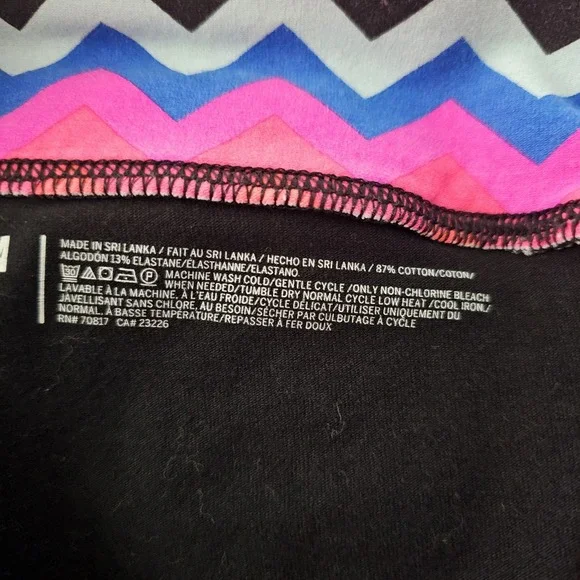 M
MADE IN SRI LANKA / FAIT AU SRI LANKA / HECHO EN SRI LANKA / 87% COTTON/COTON/
ALGODÓN 13% ELASTANE/ÉLASTHANNE/ELASTANO.
MACHINE WASH COLD/GENTLE CYCLE /ONLY NON-CHLORINE BLEACH
WHEN NEEDED/TUMBLE DRY NORMAL CYCLE LOW HEAT /COOL IRON./
LAVABLE À LA MACHINE, À L'EAU FROIDE/CYCLE DÉLICAT/UTILISER UNIQUEMENT DU
JAVELLISANT SANS CHLORE, AU BESOIN/SÉCHER PAR CULBUTAGE À CYCLE
NORMAL, À BASSE TEMPÉRATURE/REPASSER À FER DOUX
RN# 70817 CA# 23226